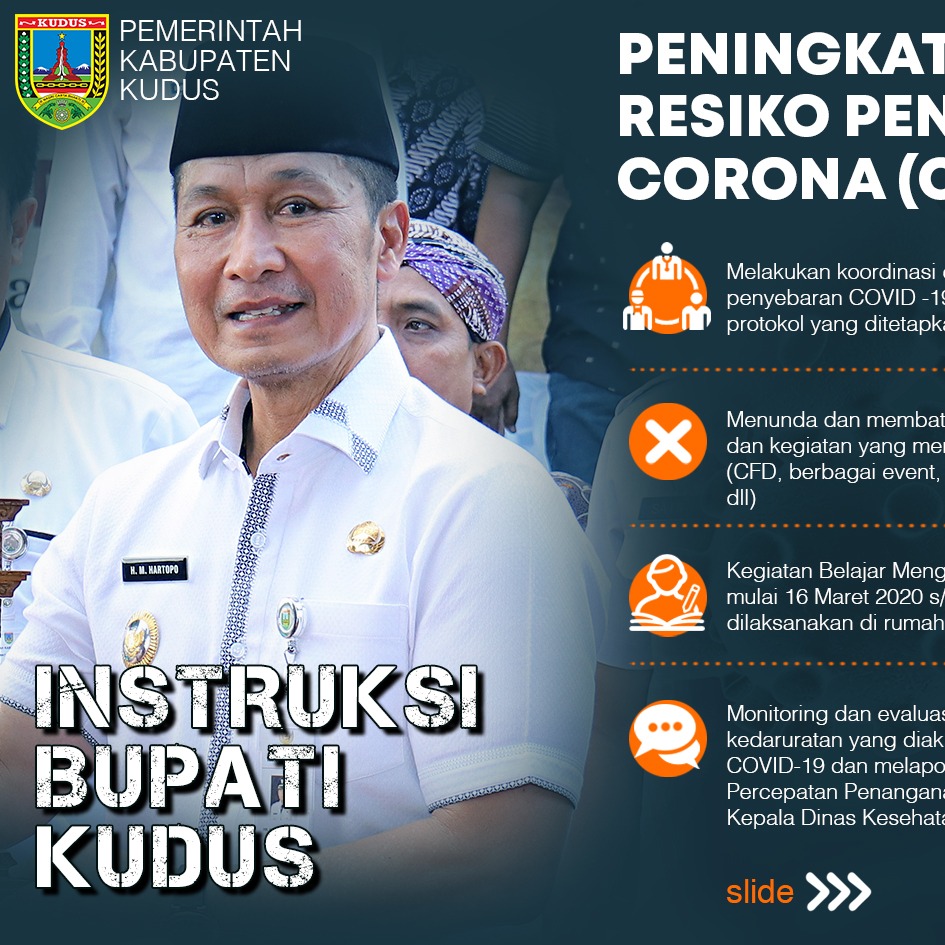 KUDUS
PEMERINTAH
KABUPATEN
KUDUS
H. M. HARTOPO
INSTRUKSI
BUPATI
KUDUS
PENINGKAT
RESIKO PEN
CORONA (C
Melakukan koordinasi
penyebaran COVID -19
protokol yang ditetapka
Menunda dan membat
dan kegiatan yang men
(CFD, berbagai event,
dll)
Kegiatan Belajar Meng
mulai 16 Maret 2020 s/
dilaksanakan di rumah
Monitoring dan evaluas
kedaruratan yang diak
COVID-19 dan melapo
Percepatan Penangana
Kepala Dinas Kesehata
slide